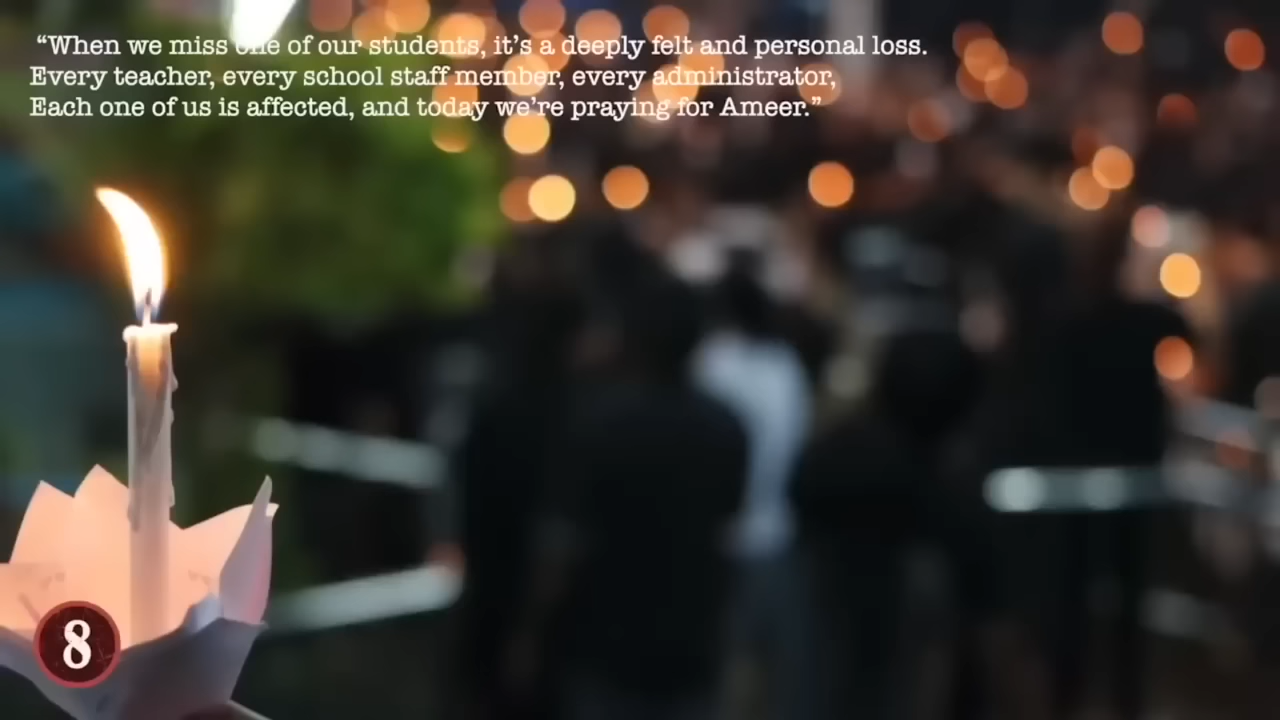 “When we miss one of our students, it’s a deeply felt and personal loss.
Every teacher, every school staff member, every administrator,
Each one of us is affected, and today we’re praying for Ameer.”
8